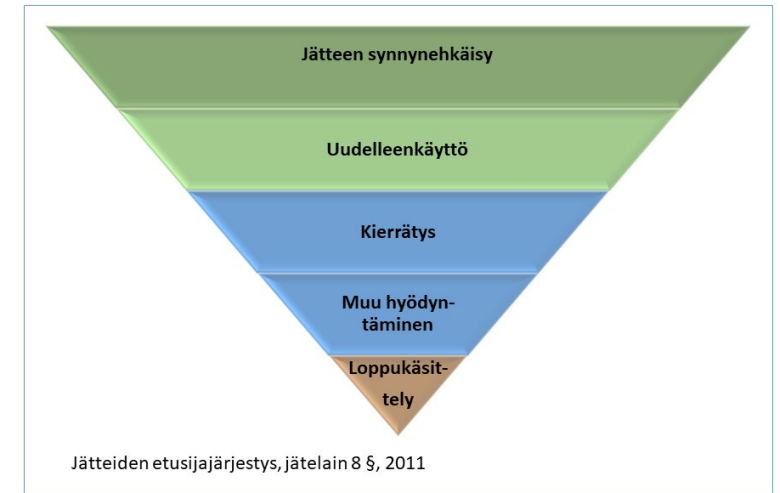 Jätteen synnynehkäisy
Uudelleenkäyttö
Kierrätys
Muu hyödyn-
täminen
Loppukäsit-
tely
Jätteiden etusijajärjestys, jätelain 8 §, 2011